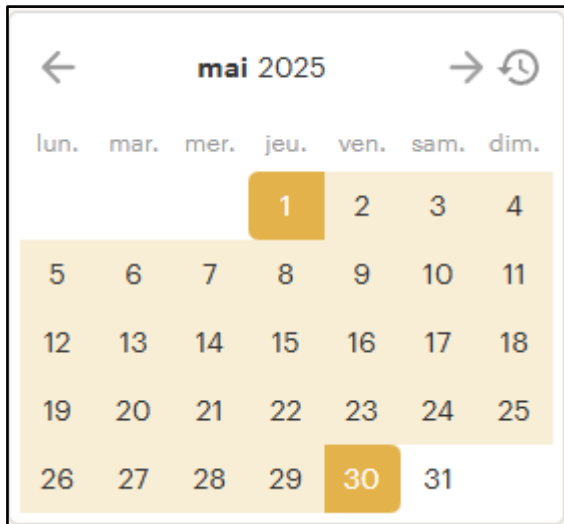 mai 2025
lun. mar. mer. jeu. ven. sam. dim.
1 2 3 4
5 6 7 8 9 10 11
12 13 14 15 16 17 18
19 20 21 22 23 24 25
26 27 28 29 30 31